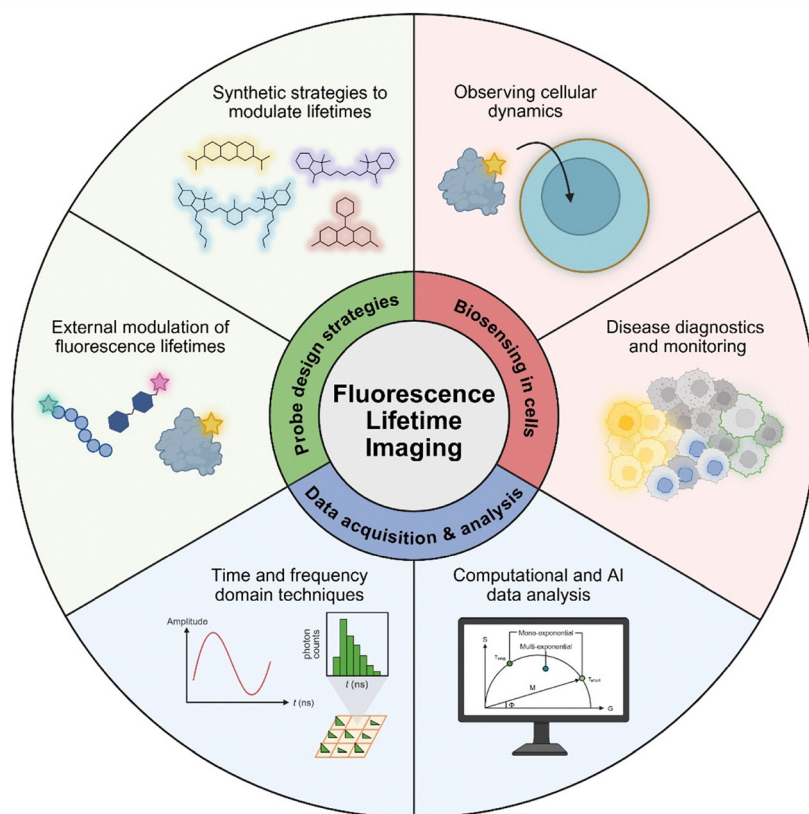 Synthetic strategies to
modulate lifetimes
Observing cellular
dynamics
External modulation of
fluorescence lifetimes
Disease diagnostics
and monitoring
Probe design strategies
Biosensing in cells
Fluorescence
Lifetime
Imaging
Data acquisition & analysis
Time and frequency
domain techniques
Amplitude
t (ns)
photon
counts
t (ns)
Computational and AI
data analysis
S
Mono-exponential
Multi-exponential
M
Φ
G